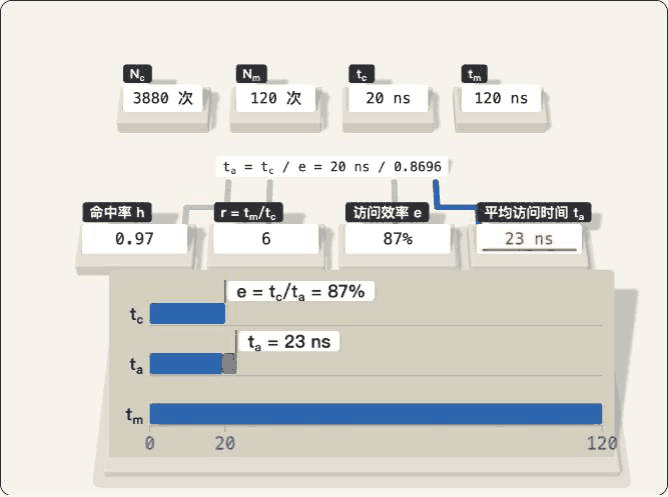 Nc Nm tc tm
3880 次 120 次 20 ns 120 ns
ta = tc / e = 20 ns / 0.8696
命中率 h r = tm/tc 访问效率 e 平均访问时间 ta
0.97 6 87% 23 ns
e = tc/ta = 87%
tc
ta = 23 ns
ta
tm
0 20 120